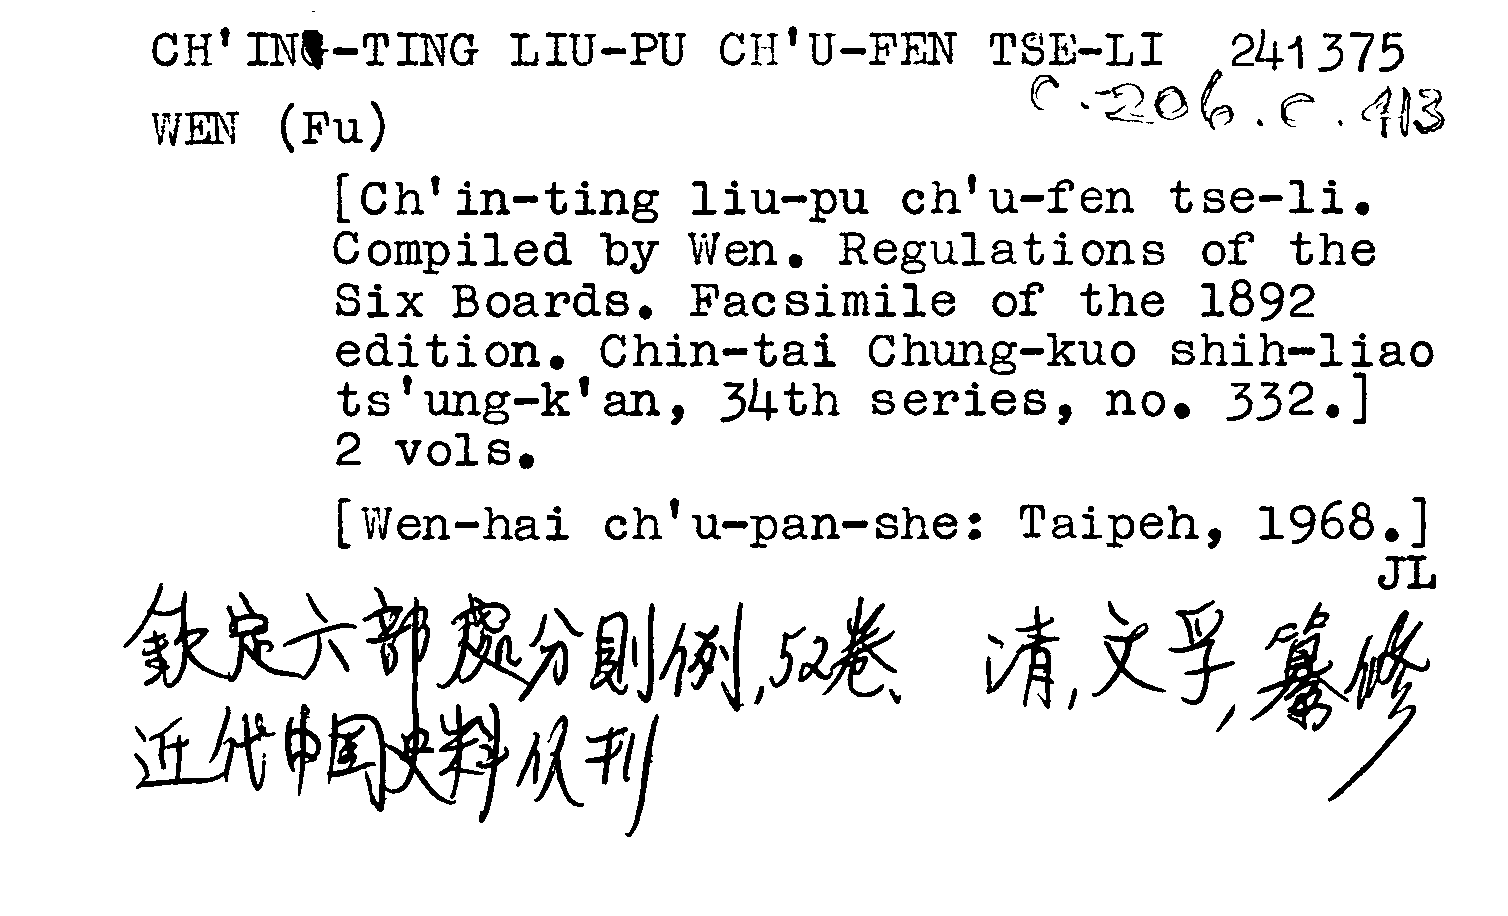 CH'ING-TING LIU-PU CH'U-FEN TSE-LI 241375
C.206.c.413
WEN (Fu)
[Ch'in-ting liu-pu ch'u-fen tse-li.
Compiled by Wen. Regulations of the
Six Boards. Facsimile of the 1892
edition. Chin-tai Chung-kuo shih-liao
ts'ung-k'an, 34th series, no. 332.]
2 vols.
[Wen-hai ch'u-pan-she: Taipeh, 1968.]
JL
欽定六部處分則例, 52卷、 清, 文孚, 纂修
近代中国史料丛刊